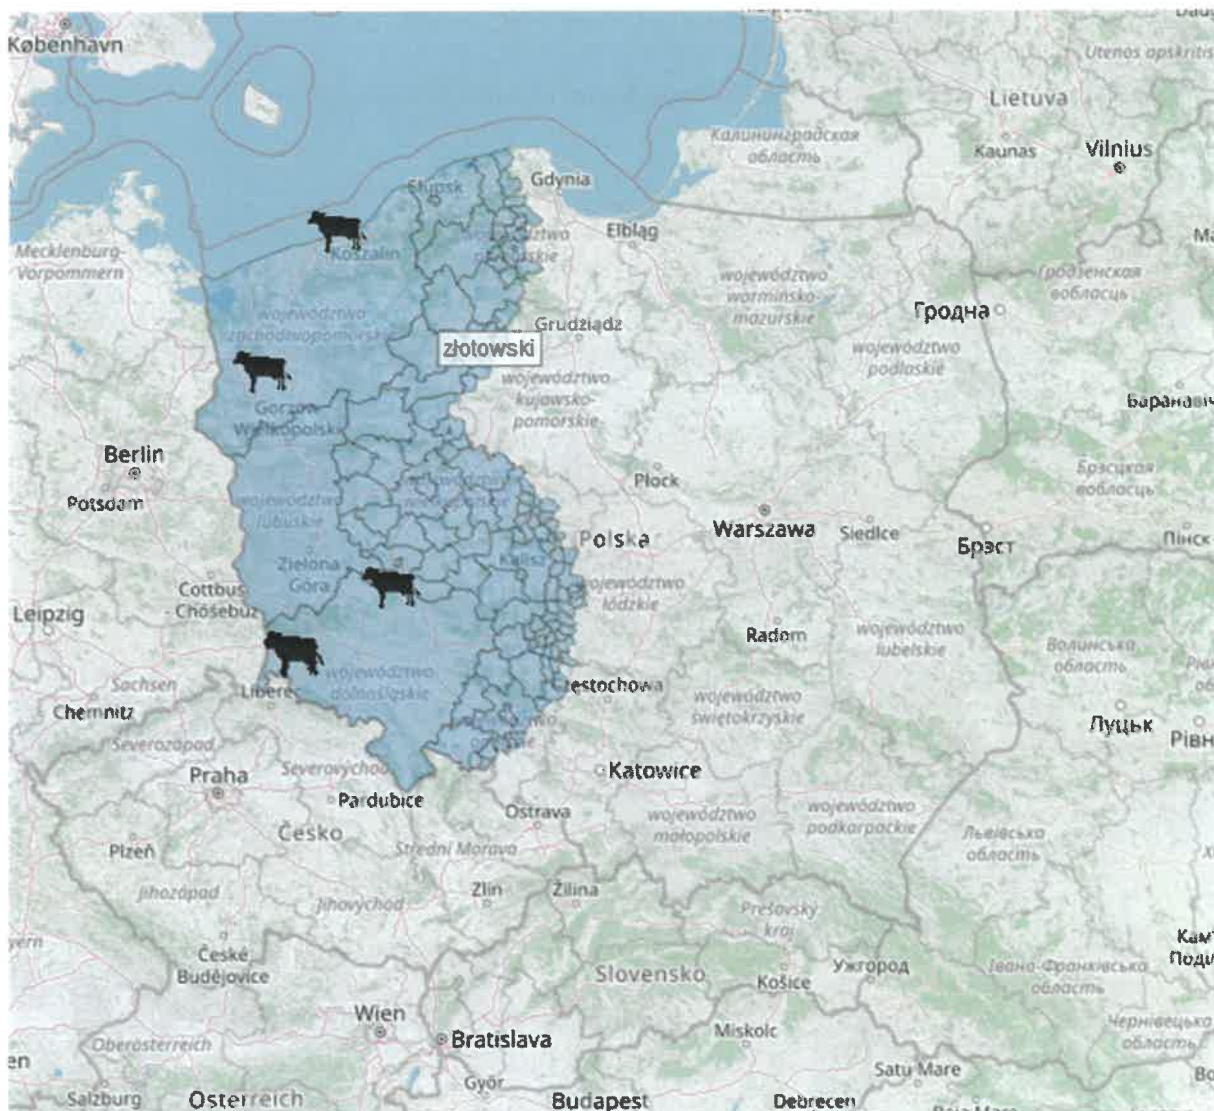 København
Utenos apskritis
Lietuva
Калининградская
область
Kaunas
Vilnius
Gdynia
Słupsk
Elbląg
Koszalin
Mecklenburg-
Vorpommern
województwo
warmińsko-
mazurskie
Гродзенская
вобласць
Гродна
województwo
zachodniopomorskie
Grudziądz
złotowski
województwo
podlaskie
województwo
kujawsko-
pomorskie
Gorzów
Wielkopolski
Berlin
Potsdam
Płock
Брэсцкая
вобласць
województwo
lubuskie
Polska
Warszawa
Siedlce
Брэст
Пінск
Zielona
Góra
Kalisz
Cottbus
- Chóśebuz
województwo
łódzkie
Leipzig
Radom
województwo
lubelskie
Волинська
область
Sachsen
Liberec
województwo
dolnośląskie
zęstochowa
województwo
świętokrzyskie
Chemnitz
Луцьк
Рівн
Severozápad
Praha
Severovýchod
Pardubice
Katowice
Ostrava
województwo
małopolskie
województwo
podkarpackie
Львівська
область
Česko
Plzeň
Střední Morava
Jihozápad
Jihovýchod
Zlín
Žilina
Prešovský
kraj
České
Budějovice
Slovensko
Košice
Ужгород
Івано-Франківська
область
Wien
Bratislava
Miskolc
Чернівецька
область
Oberösterreich
Győr
Satu Mare
Salzburg
Österreich
Budapest
Debrecen